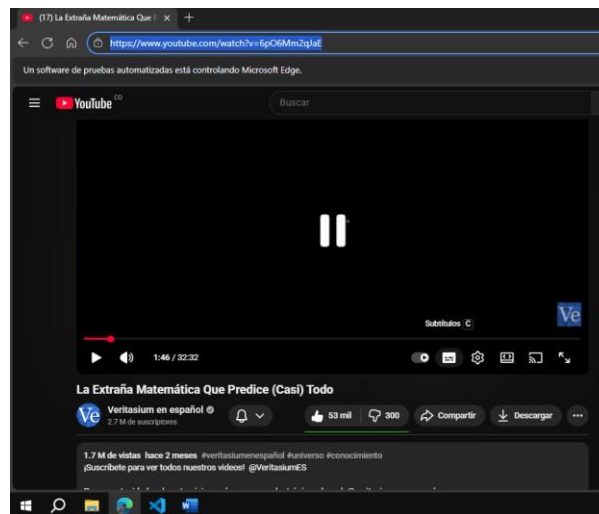 (17) La Extraña Matemática Que P
https://www.youtube.com/watch?v=6pO6Mm2qJaE
Un software de pruebas automatizadas está controlando Microsoft Edge.
YouTube CO
Buscar
Ve
Subtítulos C
1:46 / 32:32
La Extraña Matemática Que Predice (Casi) Todo
Ve
Veritasium en español
2.7 M de suscriptores
53 mil
300
Compartir
Descargar
1.7 M de vistas hace 2 meses #veritasiumenespañol #universo #conocimiento
¡Suscríbete para ver todos nuestros videos! @VeritasiumES